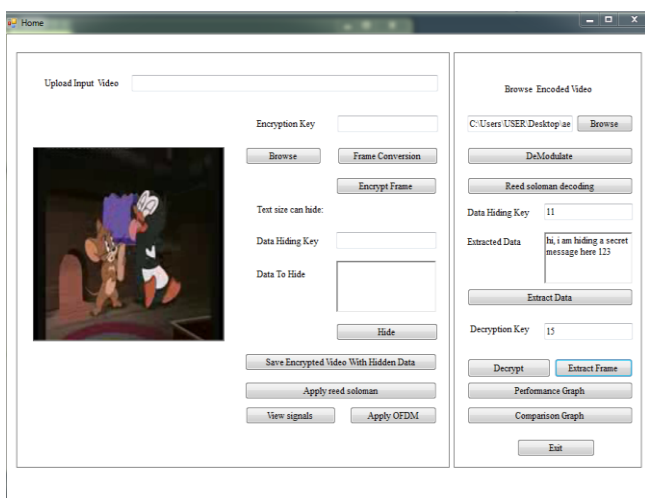 Home
Upload Input Video
Encryption Key
Browse
Frame Conversion
Encrypt Frame
Text size can hide:
Data Hiding Key
Data To Hide
Hide
Save Encrypted Video With Hidden Data
Apply reed soloman
View signals
Apply OFDM
Browse Encoded Video
C:\Users\USER\Desktop\ae
Browse
DeModulate
Reed soloman decoding
Data Hiding Key
11
Extracted Data
hi, i am hiding a secret
message here 123
Extract Data
Decryption Key
15
Decrypt
Extract Frame
Performance Graph
Comparison Graph
Exit